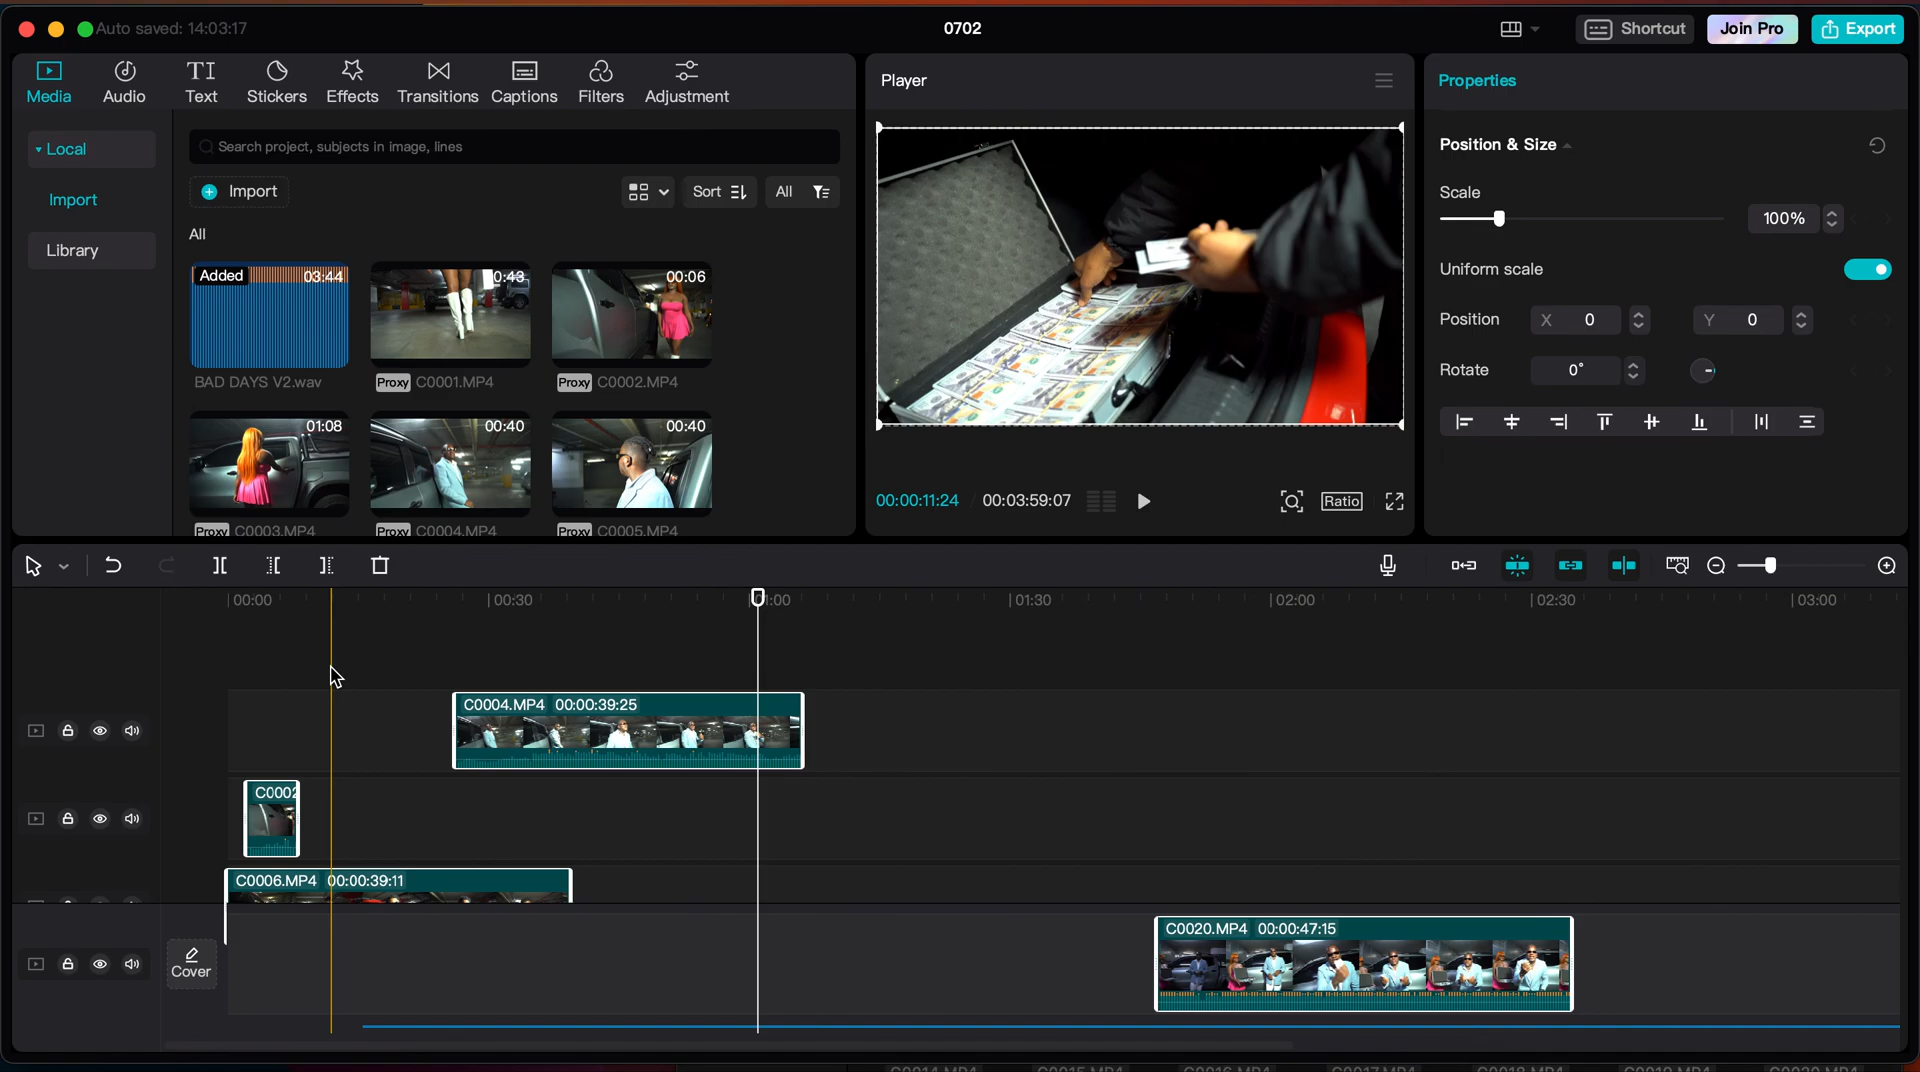 Auto saved: 14:03:17
0702
Shortcut
Join Pro
Export
Media
Audio
TI
Text
Stickers
Effects
Transitions
Captions
Filters
Adjustment
Player
Properties
Local
Import
Library
Search project, subjects in image, lines
Import
Sort
All
All
Added 03:44
BAD DAYS V2.wav
0:43
Proxy C0001.MP4
00:06
Proxy C0002.MP4
01:08
Proxy C0003.MP4
00:40
Proxy C0004.MP4
00:40
Proxy C0005.MP4
00:00:11:24 / 00:03:59:07
Ratio
Position & Size
Scale
100%
Uniform scale
Position X 0 Y 0
Rotate 0°
00:00 00:30 01:00 01:30 02:00 02:30 03:00
C0004.MP4 00:00:39:25
C0002
C0006.MP4 00:00:39:11
Cover
C0020.MP4 00:00:47:15
C0014.MP4 C0015.MP4 C0016.MP4 C0017.MP4 C0018.MP4 C0019.MP4 C0020.MP4